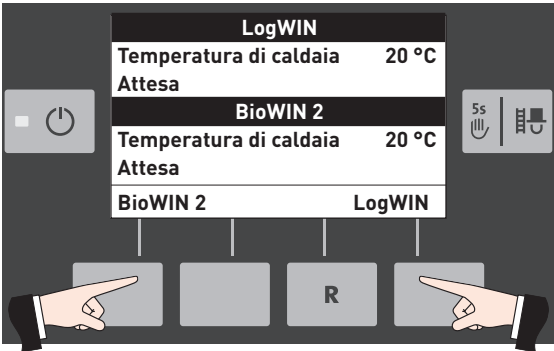 LogWIN
Temperatura di caldaia 20 °C
Attesa
BioWIN 2
Temperatura di caldaia 20 °C
Attesa
BioWIN 2 LogWIN
5s
R